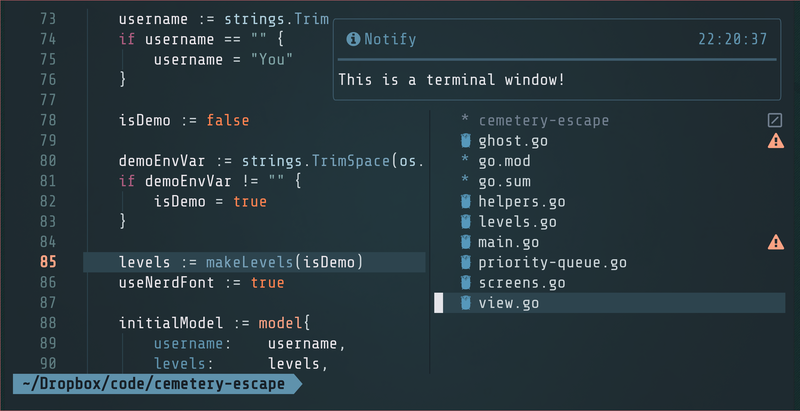 73 username := strings.Trim
74 if username == "" {
75 username = "You"
76 }
77
78 isDemo := false
79
80 demoEnvVar := strings.TrimSpace(os.
81 if demoEnvVar != "" {
82 isDemo = true
83 }
84
85 levels := makeLevels(isDemo)
86 useNerdFont := true
87
88 initialModel := model{
89 username: username,
90 levels: levels,
Notify 22:20:37
This is a terminal window!
* cemetery-escape
ghost.go
* go.mod
* go.sum
helpers.go
levels.go
main.go
priority-queue.go
screens.go
view.go
~/Dropbox/code/cemetery-escape